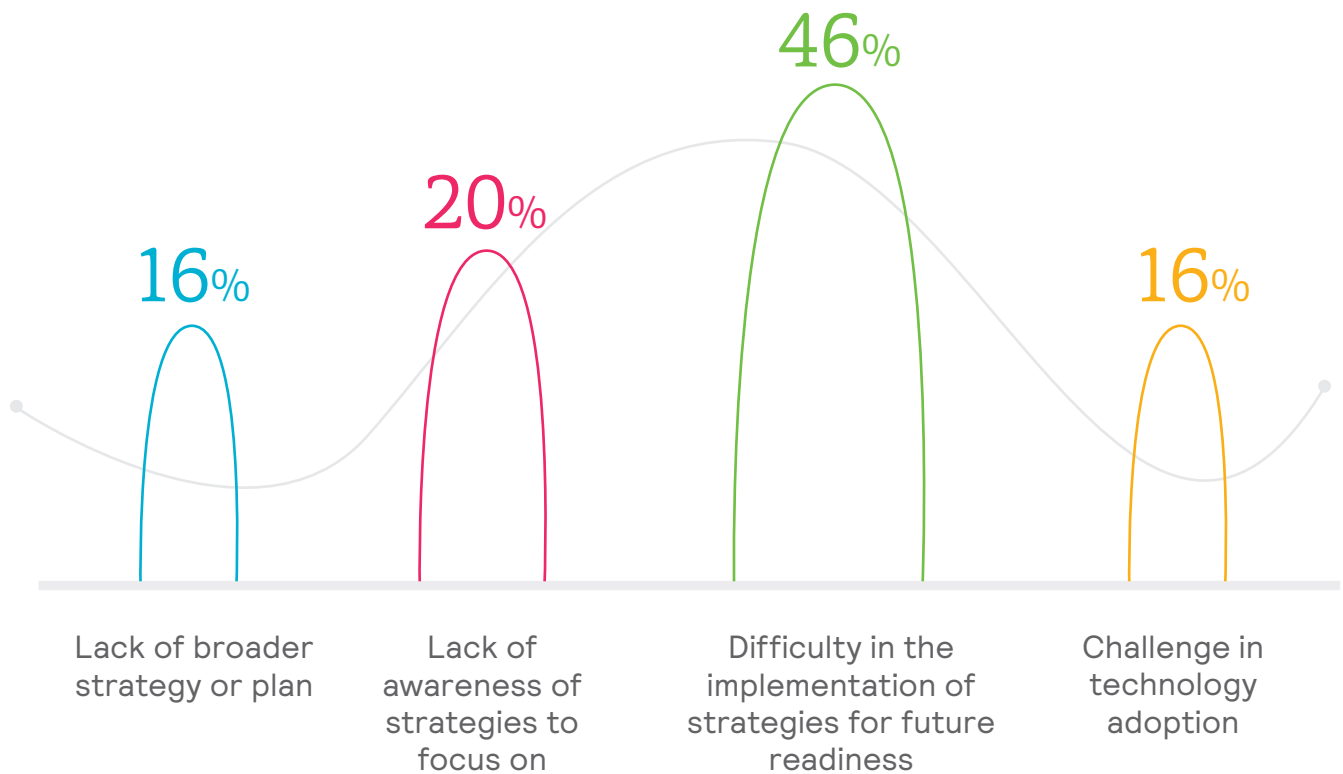 16%
Lack of broader
strategy or plan
20%
Lack of
awareness of
strategies to
focus on
46%
Difficulty in the
implementation of
strategies for future
readiness
16%
Challenge in
technology
adoption